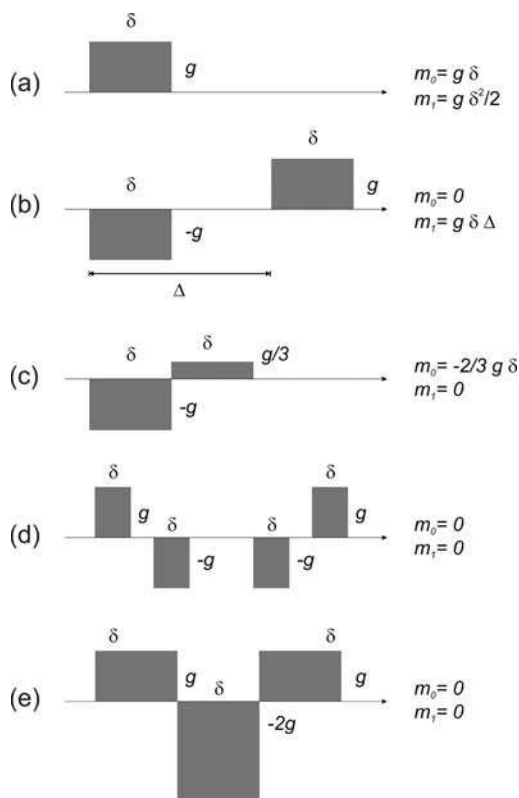 δ
(a)
g
m₀= g δ
m₁= g δ²/2
δ
δ
(b)
g
-g
m₀= 0
m₁= g δ Δ
Δ
δ
δ
g/3
(c)
-g
m₀= -2/3 g δ
m₁= 0
δ
δ
g
δ
δ
g
(d)
-g
-g
m₀= 0
m₁= 0
δ
δ
(e)
g
δ
g
-2g
m₀= 0
m₁= 0